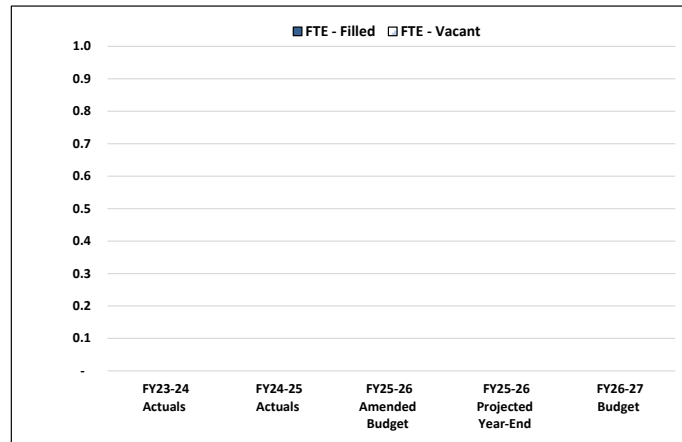 FTE - Filled FTE - Vacant
1.0
0.9
0.8
0.7
0.6
0.5
0.4
0.3
0.2
0.1
-
FY23-24 FY24-25 FY25-26 FY25-26 FY26-27
Actuals Actuals Amended Projected Budget
Budget Year-End